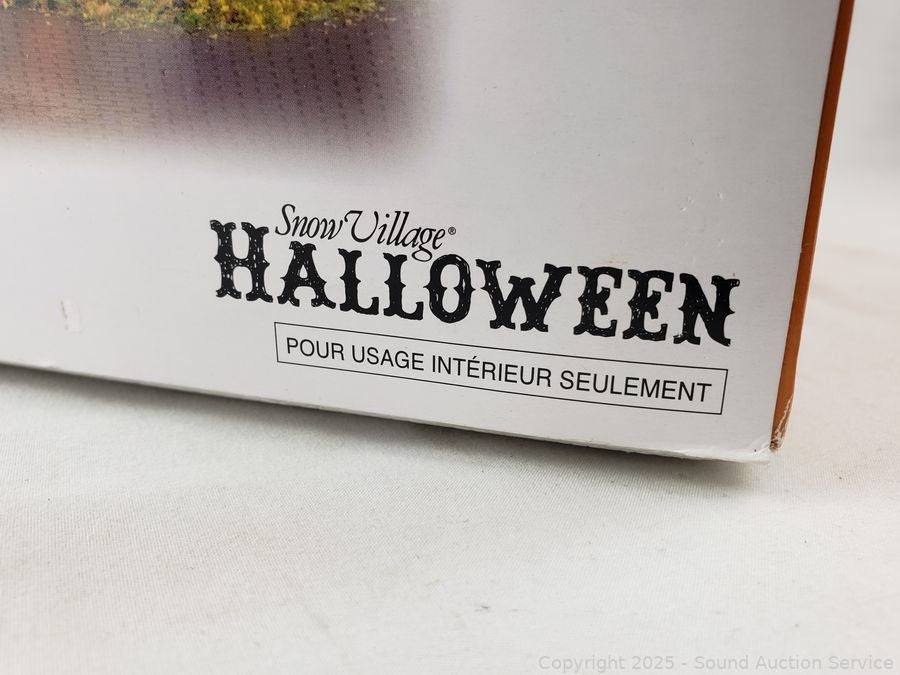 Snow Village®
HALLOWEEN
POUR USAGE INTÉRIEUR SEULEMENT
Copyright 2025 - Sound Auction Service